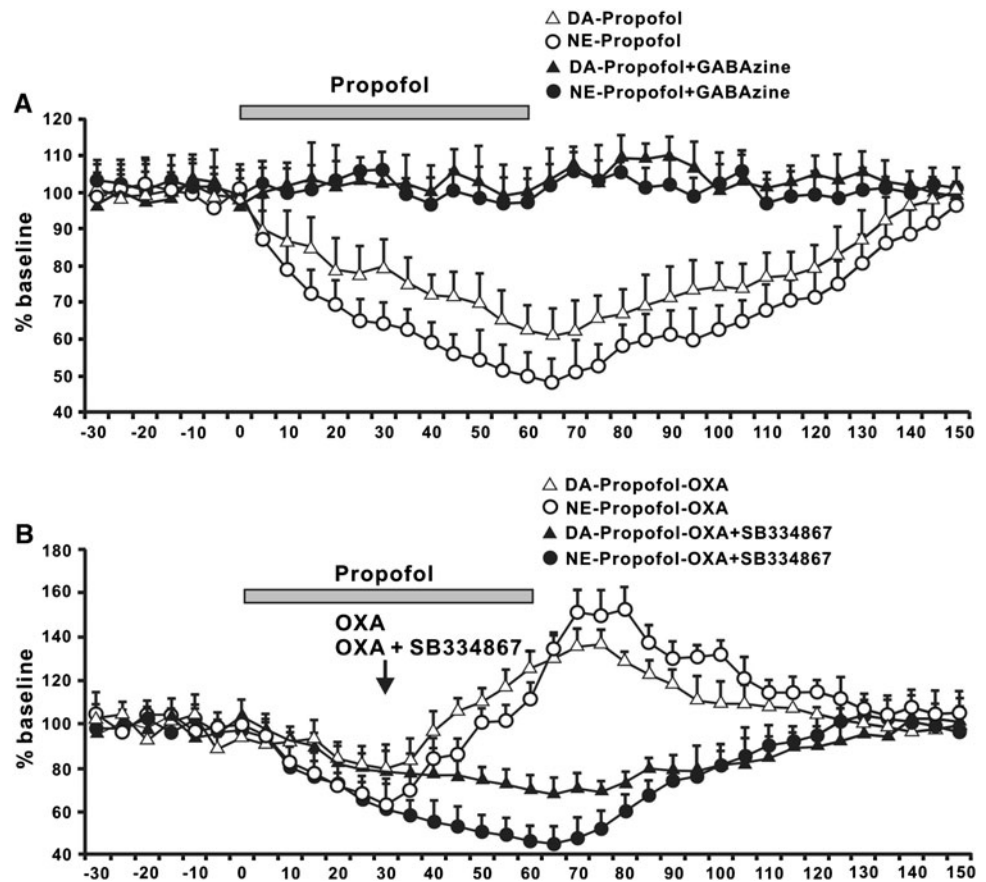 DA-Propofol
NE-Propofol
DA-Propofol+GABAzine
NE-Propofol+GABAzine
A
Propofol
% baseline
120
110
100
90
80
70
60
50
40
-30 -20 -10 0 10 20 30 40 50 60 70 80 90 100 110 120 130 140 150
DA-Propofol-OXA
NE-Propofol-OXA
DA-Propofol-OXA+SB334867
NE-Propofol-OXA+SB334867
B
Propofol
OXA
OXA + SB334867
% baseline
180
160
140
120
100
80
60
40
-30 -20 -10 0 10 20 30 40 50 60 70 80 90 100 110 120 130 140 150